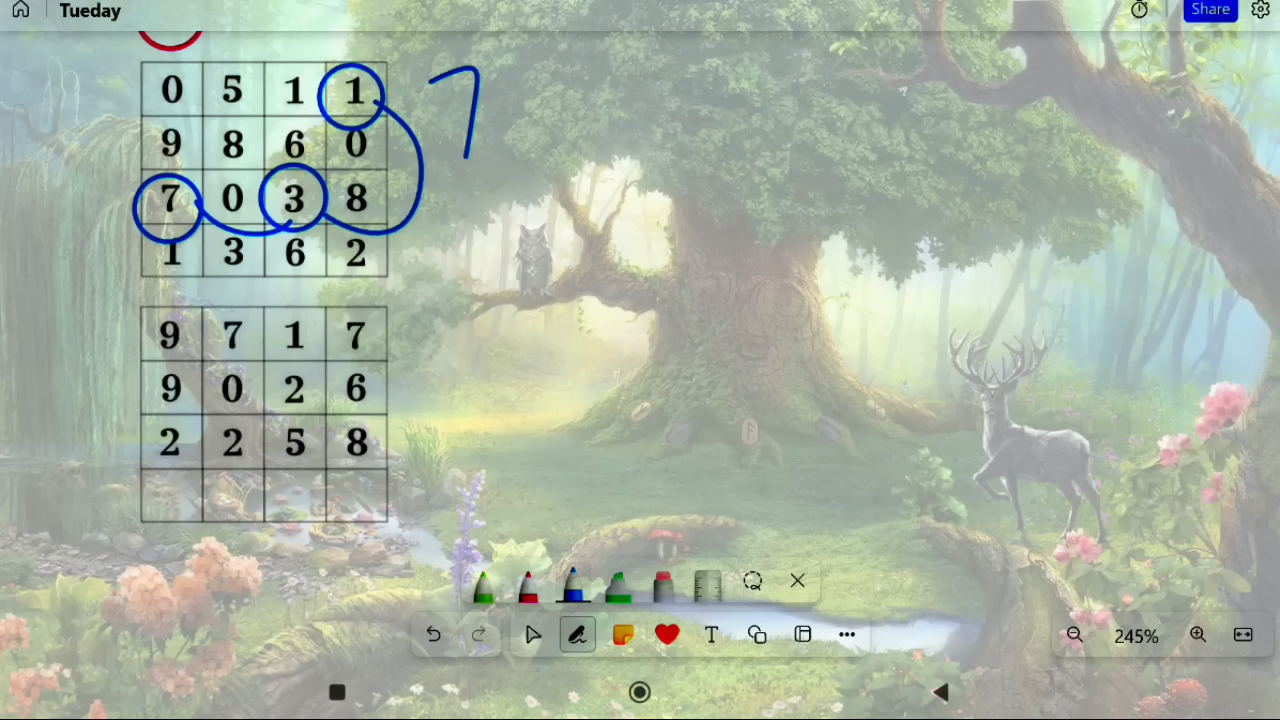 Tueday
Share
0 5 1 1
9 8 6 0
7 0 3 8
1 3 6 2
7
9 7 1 7
9 0 2 6
2 2 5 8
T
245%